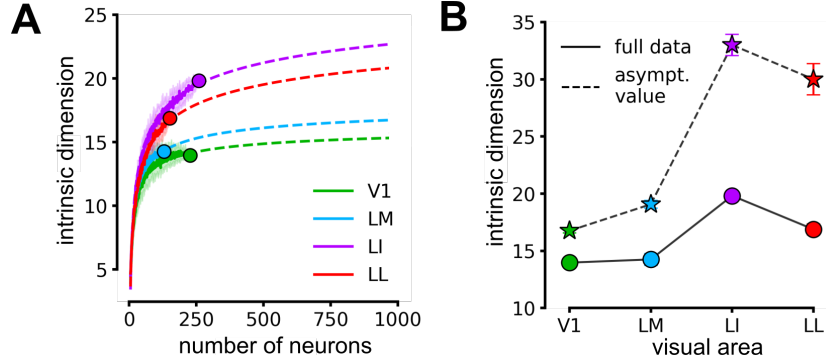 A
intrinsic dimension
25
20
15
10
5
0
250
500
750
1000
number of neurons
V1
LM
LI
LL
B
intrinsic dimension
35
30
25
20
15
10
full data
asympt.
value
V1
LM
LI
LL
visual area